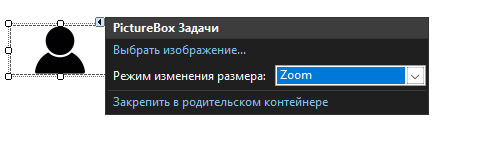 PictureBox Задачи
Выбрать изображение...
Режим изменения размера: Zoom
Закрепить в родительском контейнере